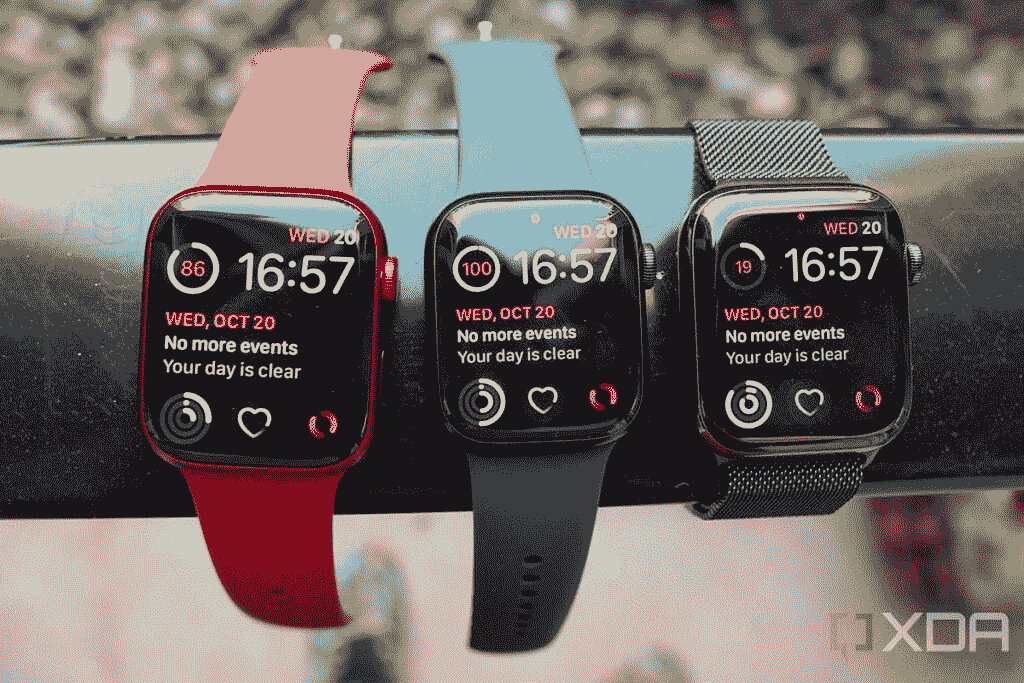 WED 20
86
16:57
WED, OCT 20
No more events
Your day is clear
WED 20
100
16:57
WED, OCT 20
No more events
Your day is clear
WED 20
19
16:57
WED, OCT 20
No more events
Your day is clear
XDA